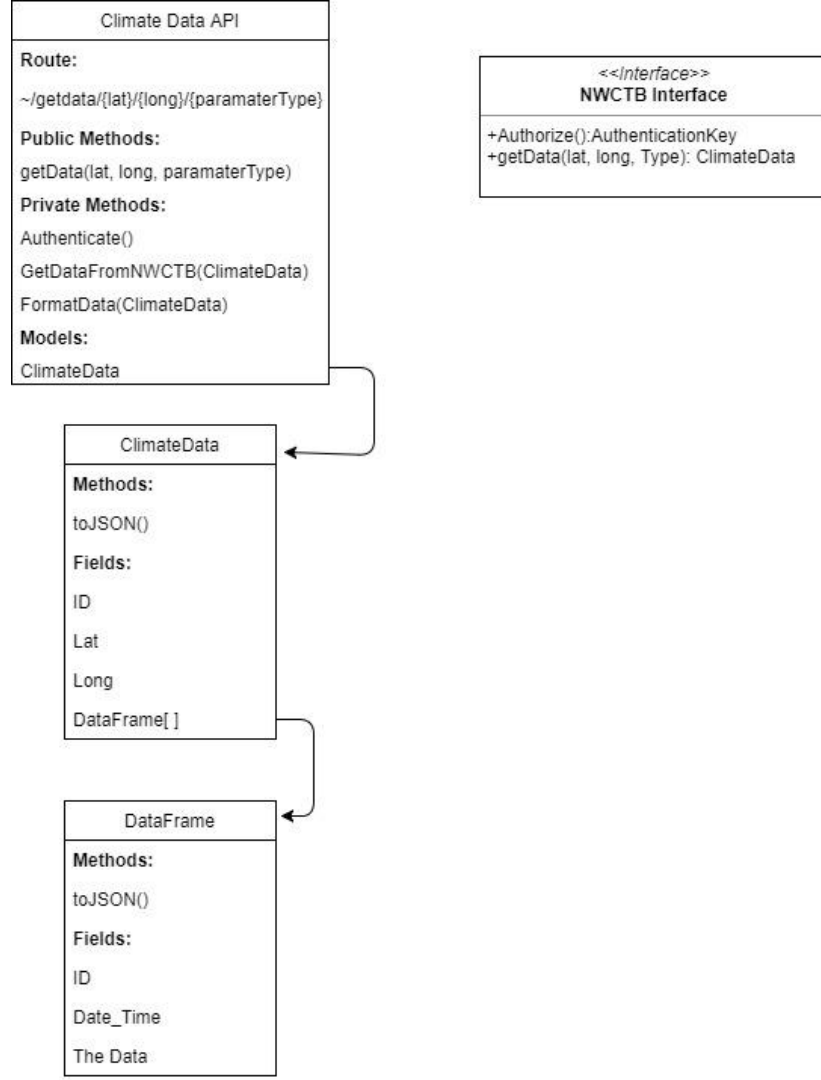 Climate Data API
Route:
~/getdata/{lat}/{long}/{paramaterType}
Public Methods:
getData(lat, long, paramaterType)
Private Methods:
Authenticate()
GetDataFromNWCTB(ClimateData)
FormatData(ClimateData)
Models:
ClimateData
<<Interface>>
NWCTB Interface
+Authorize():AuthenticationKey
+getData(lat, long, Type): ClimateData
ClimateData
Methods:
toJSON()
Fields:
ID
Lat
Long
DataFrame[ ]
DataFrame
Methods:
toJSON()
Fields:
ID
Date_Time
The Data